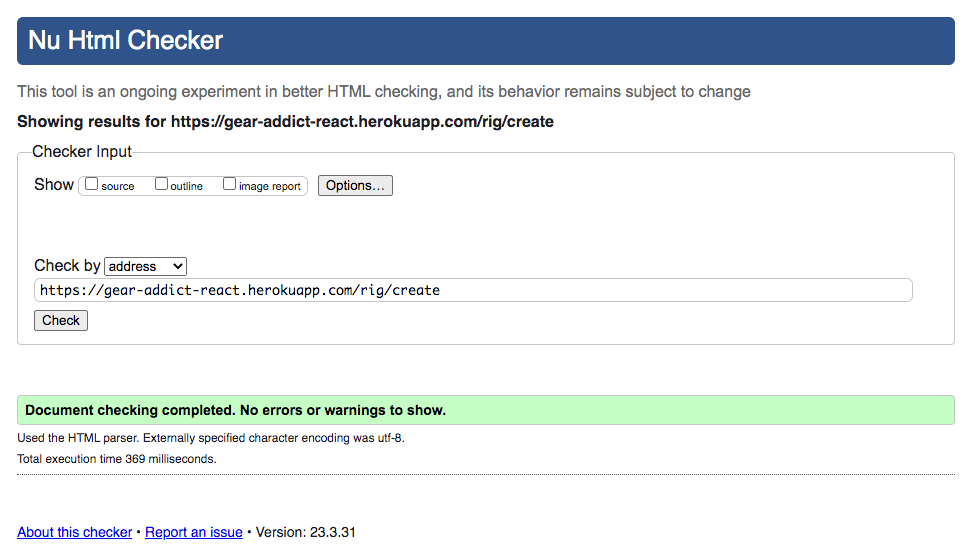 Nu Html Checker
This tool is an ongoing experiment in better HTML checking, and its behavior remains subject to change
Showing results for https://gear-addict-react.herokuapp.com/rig/create
Checker Input
Show source outline image report Options...
Check by address
https://gear-addict-react.herokuapp.com/rig/create
Check
Document checking completed. No errors or warnings to show.
Used the HTML parser. Externally specified character encoding was utf-8.
Total execution time 369 milliseconds.
About this checker • Report an issue • Version: 23.3.31